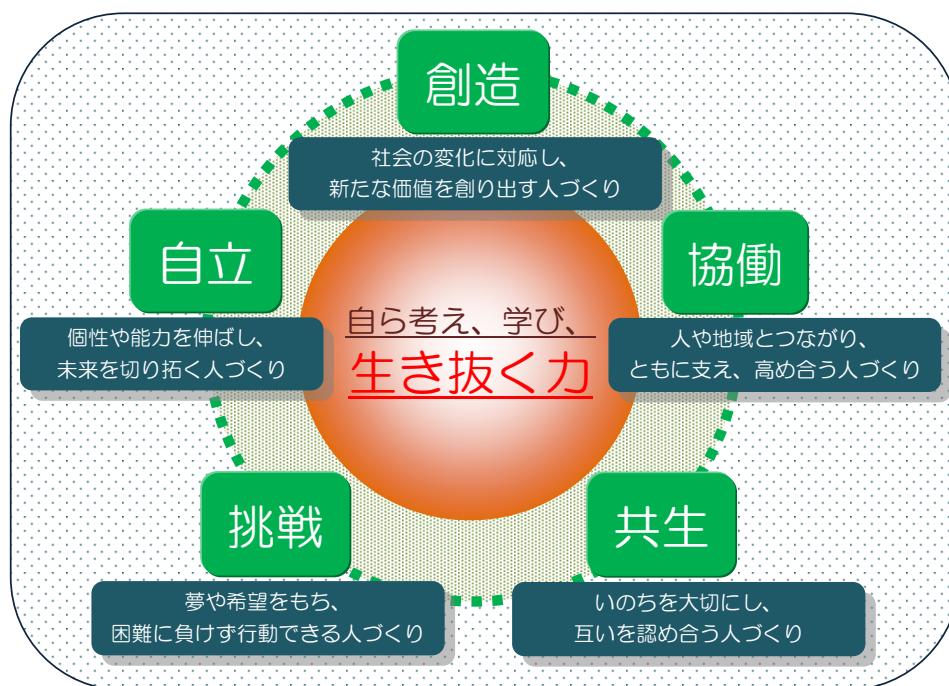 創造
社会の変化に対応し、
新たな価値を創り出す人づくり
自立
個性や能力を伸ばし、
未来を切り拓く人づくり
協働
人や地域とつながり、
ともに支え、高め合う人づくり
自ら考え、学び、
生き抜く力
挑戦
夢や希望をもち、
困難に負けず行動できる人づくり
共生
いのちを大切にし、
互いを認め合う人づくり